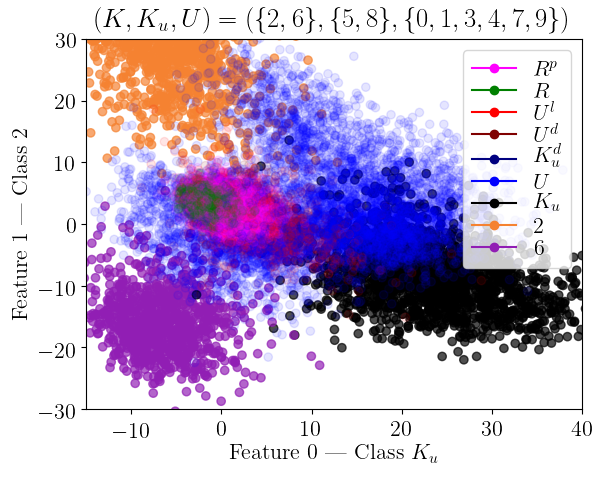 (K, K_u, U) = ({2, 6}, {5, 8}, {0, 1, 3, 4, 7, 9})
R^p
R
U^l
U^d
K_u^d
U
K_u
2
6
30
20
10
0
−10
−20
−30
Feature 1 — Class 2
−10 0 10 20 30 40
Feature 0 — Class K_u